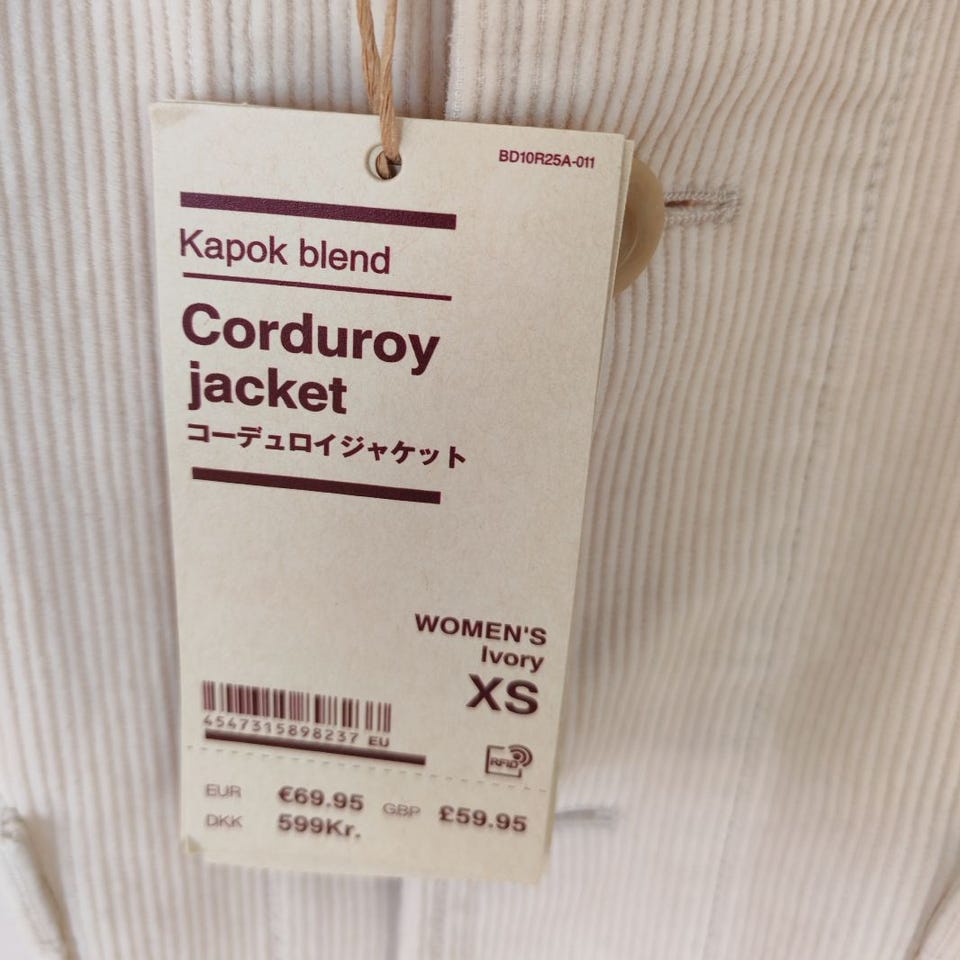 BD10R25A-011
Kapok blend
Corduroy
jacket
コーデュロイジャケット
WOMEN'S
Ivory
XS
4547315898237 EU
RFID
EUR €69.95 GBP £59.95
DKK 599Kr.